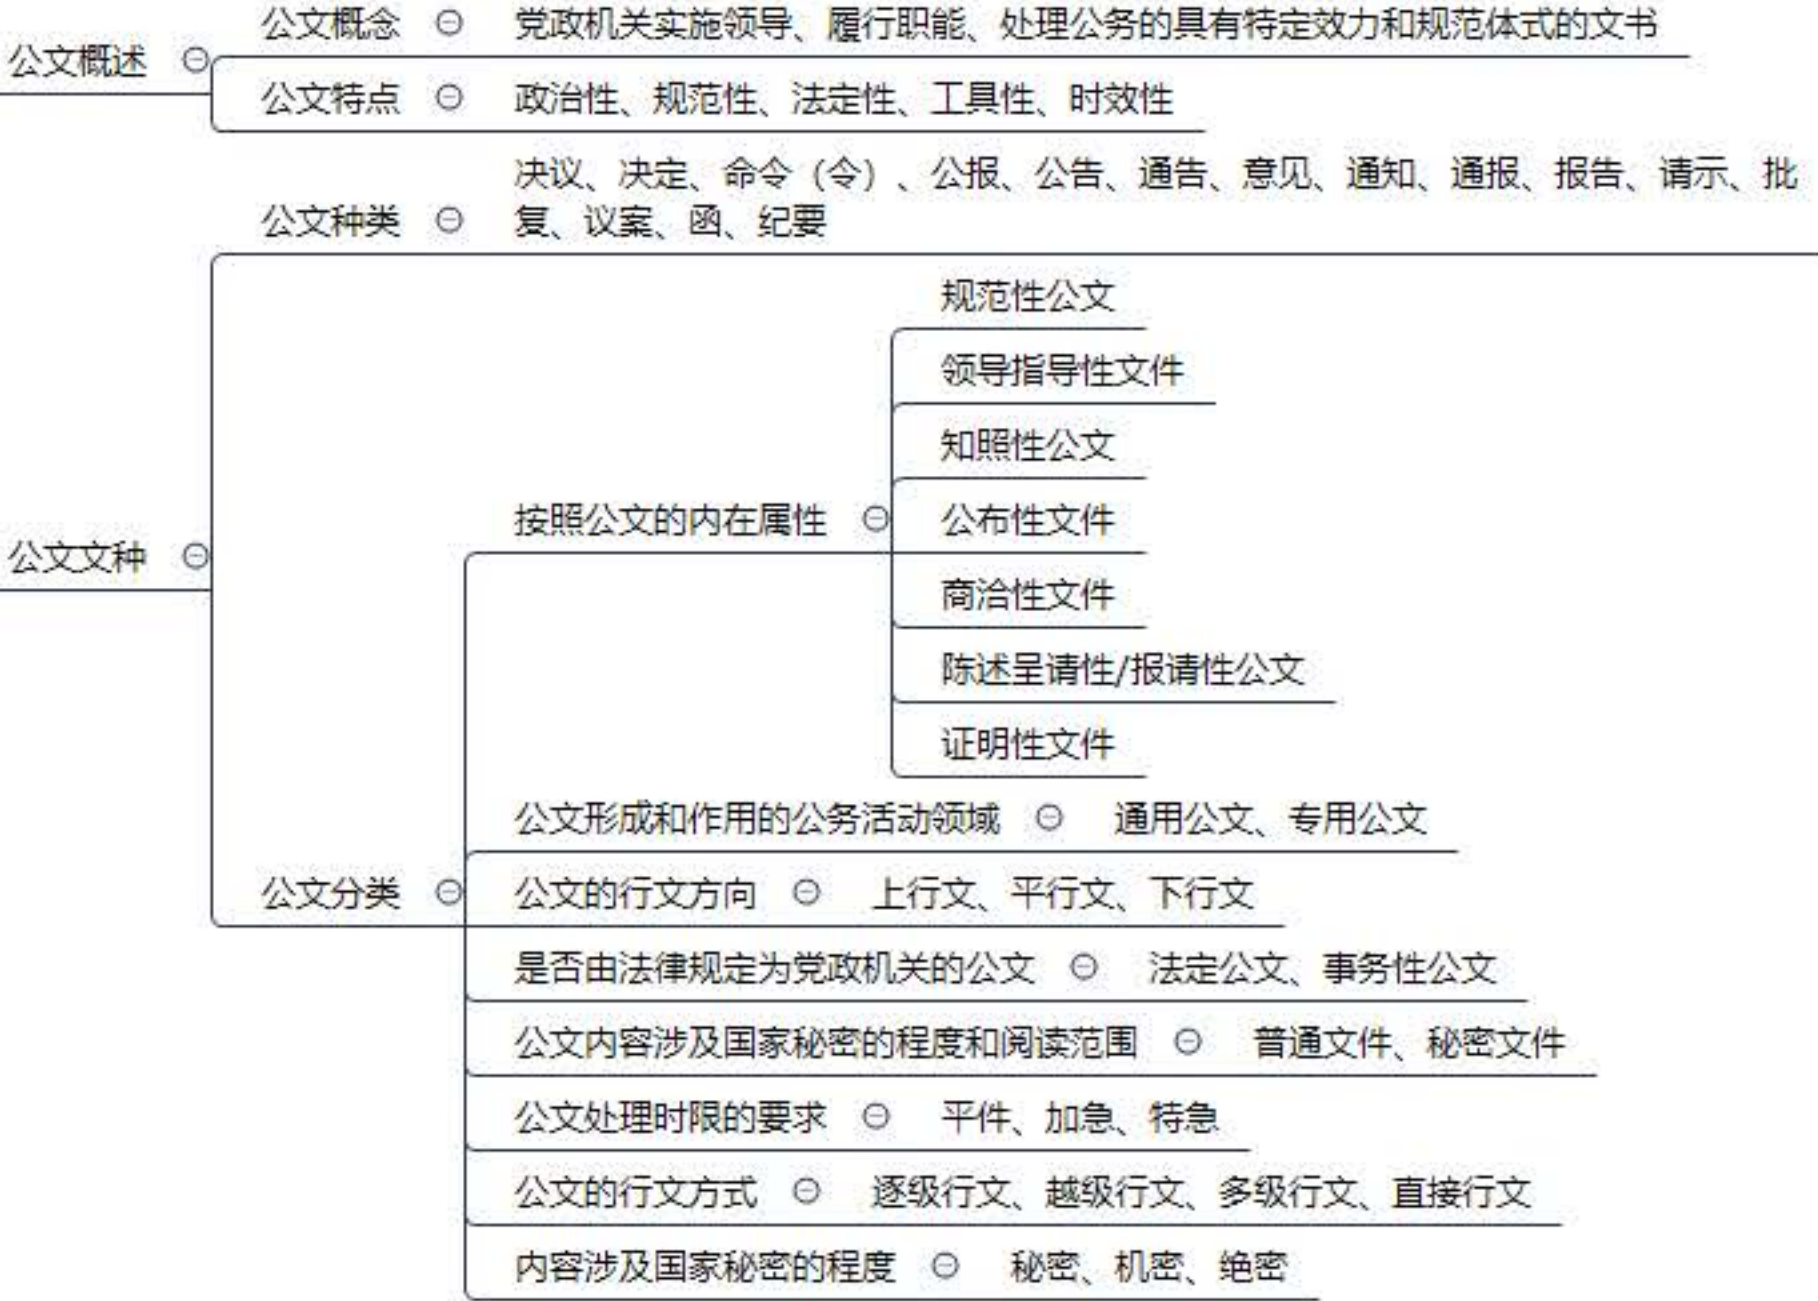 公文概述
公文概念
党政机关实施领导、履行职能、处理公务的具有特定效力和规范体式的文书
公文特点
政治性、规范性、法定性、工具性、时效性
公文文种
公文种类
决议、决定、命令（令）、公报、公告、通告、意见、通知、通报、报告、请示、批
复、议案、函、纪要
公文分类
按照公文的内在属性
规范性公文
领导指导性文件
知照性公文
公布性文件
商洽性文件
陈述呈请性/报请性公文
证明性文件
公文形成和作用的公务活动领域
通用公文、专用公文
公文的行文方向
上行文、平行文、下行文
是否由法律规定为党政机关的公文
法定公文、事务性公文
公文内容涉及国家秘密的程度和阅读范围
普通文件、秘密文件
公文处理时限的要求
平件、加急、特急
公文的行文方式
逐级行文、越级行文、多级行文、直接行文
内容涉及国家秘密的程度
秘密、机密、绝密